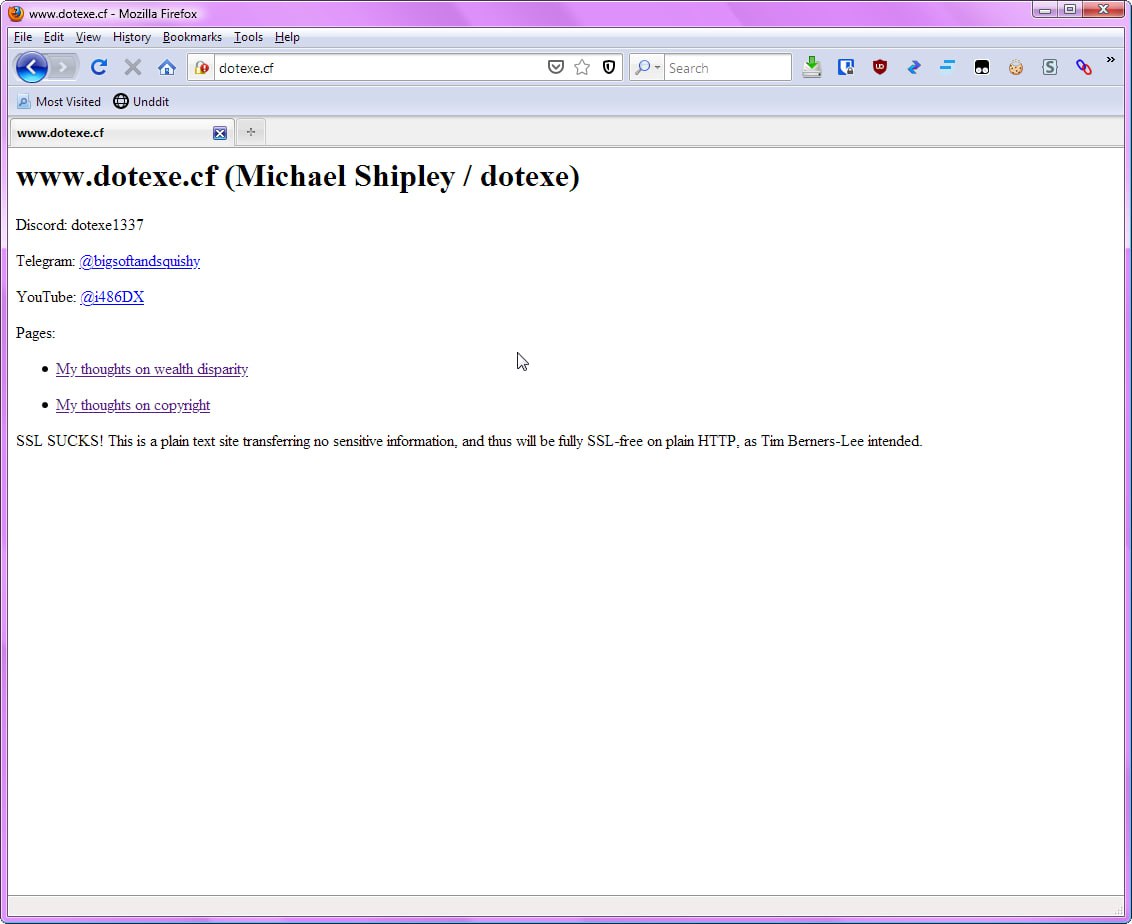 www.dotexe.cf - Mozilla Firefox
File Edit View History Bookmarks Tools Help
dotexe.cf Search
Most Visited Unddit
www.dotexe.cf
www.dotexe.cf (Michael Shipley / dotexe)
Discord: dotexe1337
Telegram: @bigsoftandsquishy
YouTube: @i486DX
Pages:
My thoughts on wealth disparity
My thoughts on copyright
SSL SUCKS! This is a plain text site transferring no sensitive information, and thus will be fully SSL-free on plain HTTP, as Tim Berners-Lee intended.